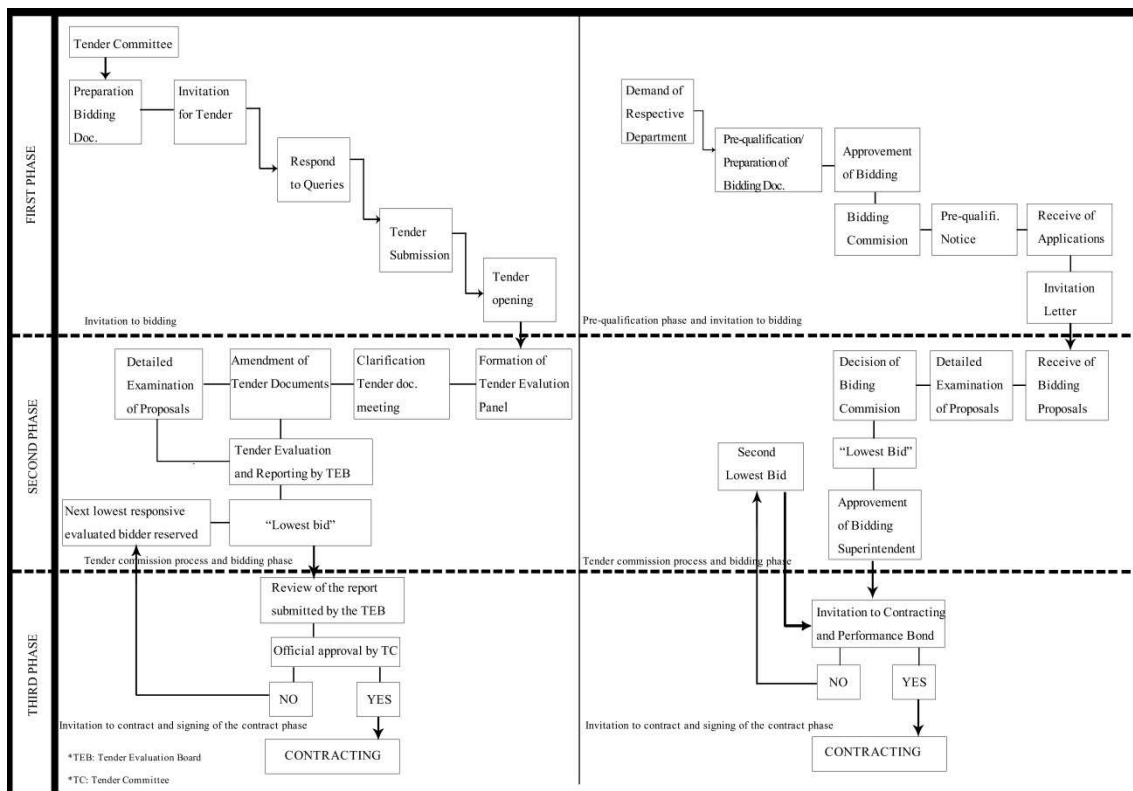 FIRST PHASE
Tender Committee
Preparation
Bidding
Doc.
Invitation
for Tender
Respond
to Queries
Tender
Submission
Tender
opening
Invitation to bidding
Demand of
Respective
Department
Pre-qualification/
Preparation of
Bidding Doc.
Approvement
of Bidding
Bidding
Commision
Pre-qualifi.
Notice
Receive of
Applications
Invitation
Letter
Pre-qualification phase and invitation to bidding
SECOND PHASE
Detailed
Examination
of Proposals
Amendment of
Tender Documents
Clarification
Tender doc.
meeting
Formation of
Tender Evalution
Panel
Tender Evaluation
and Reporting by TEB
Next lowest responsive
evaluated bidder reserved
“Lowest bid”
Tender commission process and bidding phase
Decision of
Biding
Commision
Detailed
Examination
of Proposals
Receive of
Bidding
Proposals
“Lowest Bid”
Second
Lowest Bid
Approvement
of Bidding
Superintendent
Tender commission process and bidding phase
THIRD PHASE
Review of the report
submitted by the TEB
Official approval by TC
NO
YES
Invitation to contract and signing of the contract phase
CONTRACTING
*TEB: Tender Evaluation Board
*TC: Tender Committee
Invitation to Contracting
and Performance Bond
NO
YES
Invitation to contract and signing of the contract phase
CONTRACTING